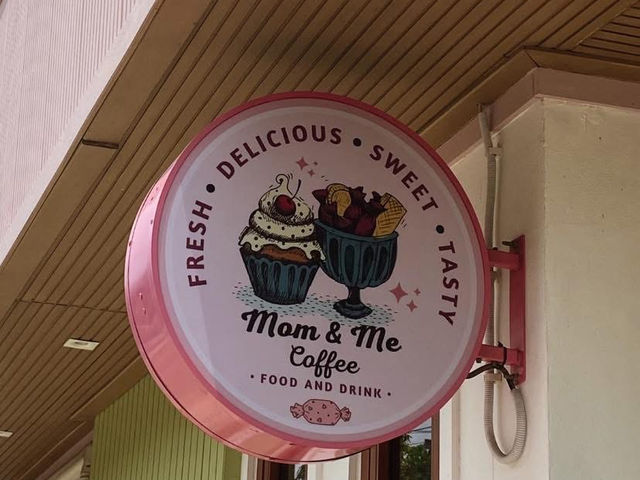 FRESH • DELICIOUS • SWEET • TASTY
Mom & Me
Coffee
• FOOD AND DRINK •